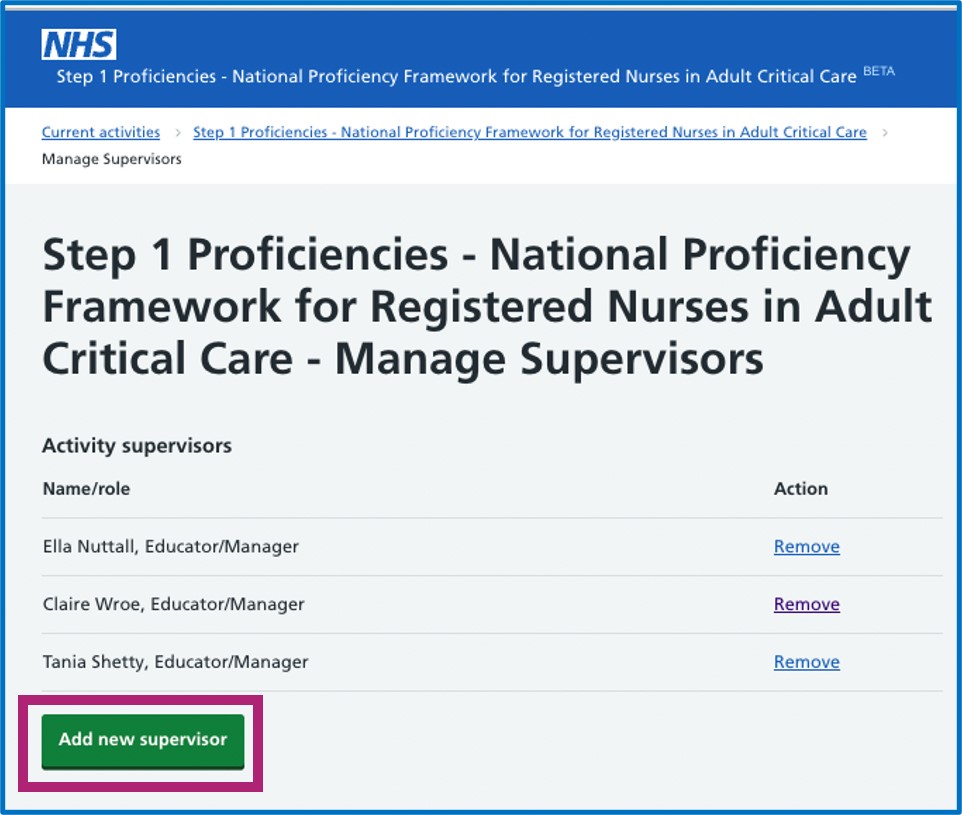 NHS
Step 1 Proficiencies - National Proficiency Framework for Registered Nurses in Adult Critical Care BETA
Current activities > Step 1 Proficiencies - National Proficiency Framework for Registered Nurses in Adult Critical Care >
Manage Supervisors
Step 1 Proficiencies - National Proficiency
Framework for Registered Nurses in Adult
Critical Care - Manage Supervisors
Activity supervisors
Name/role Action
Ella Nuttall, Educator/Manager Remove
Claire Wroe, Educator/Manager Remove
Tania Shetty, Educator/Manager Remove
Add new supervisor